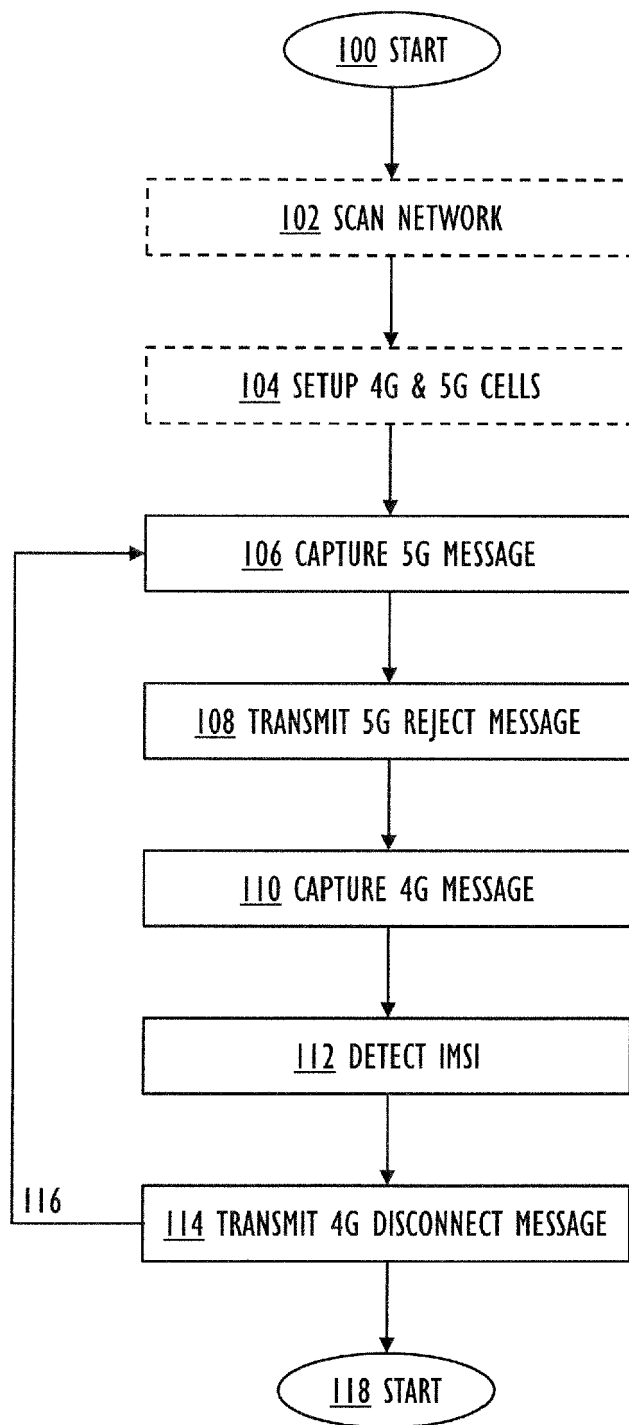 100 START
102 SCAN NETWORK
104 SETUP 4G & 5G CELLS
106 CAPTURE 5G MESSAGE
108 TRANSMIT 5G REJECT MESSAGE
110 CAPTURE 4G MESSAGE
112 DETECT IMSI
116
114 TRANSMIT 4G DISCONNECT MESSAGE
118 START